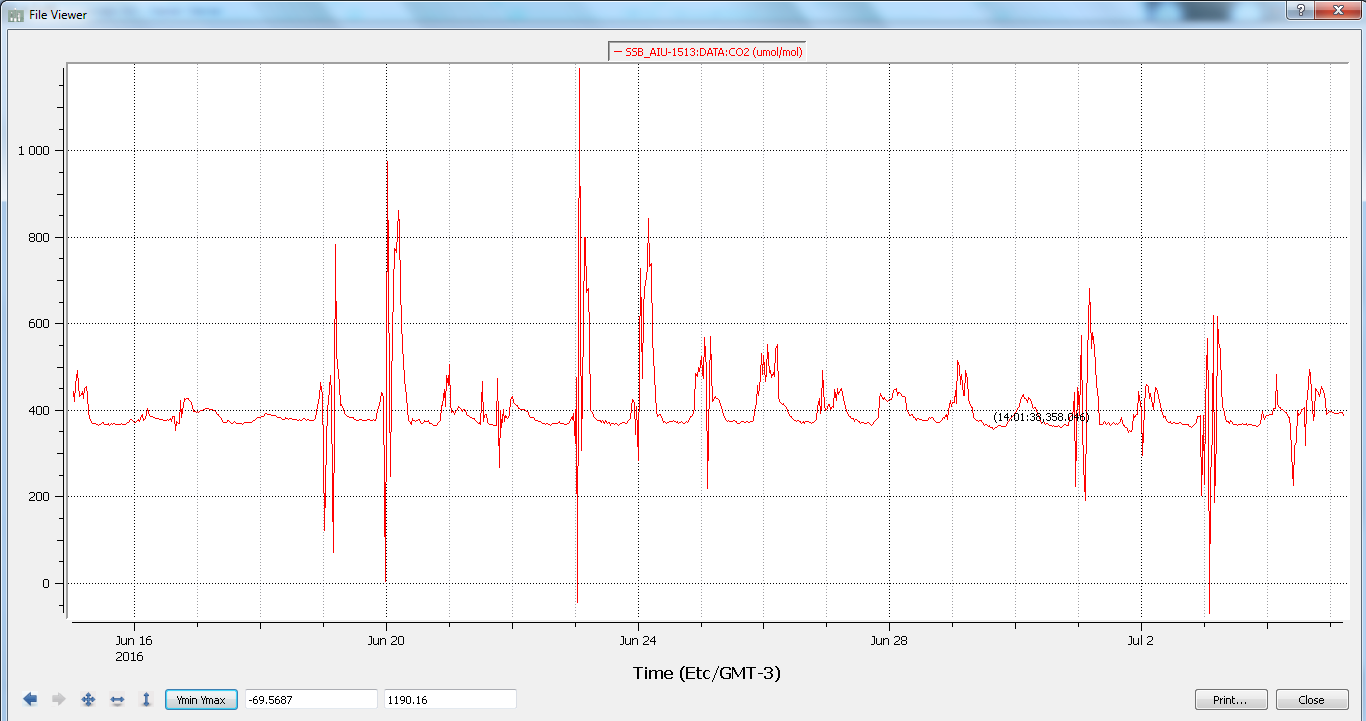 File Viewer
SSB_AIU-1513:DATA:CO2 (umol/mol)
1 000
800
600
400
200
0
(14:01:38,358.046)
Jun 16
2016
Jun 20
Jun 24
Jun 28
Jul 2
Time (Etc/GMT-3)
Ymin Ymax
-69.5687
1190.16
Print...
Close